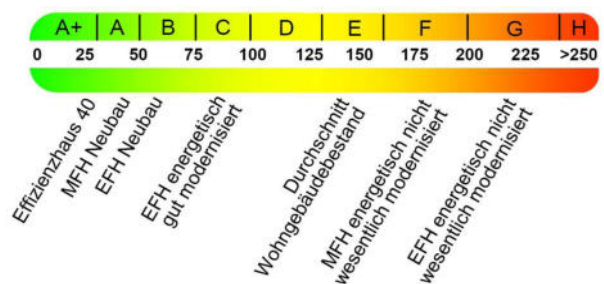 A+ A B C D E F G H
0 25 50 75 100 125 150 175 200 225 >250
Effizienzhaus 40
MFH Neubau
EFH Neubau
EFH energetisch
gut modernisiert
Durchschnitt
Wohngebäudebestand
MFH energetisch nicht
wesentlich modernisiert
EFH energetisch nicht
wesentlich modernisiert